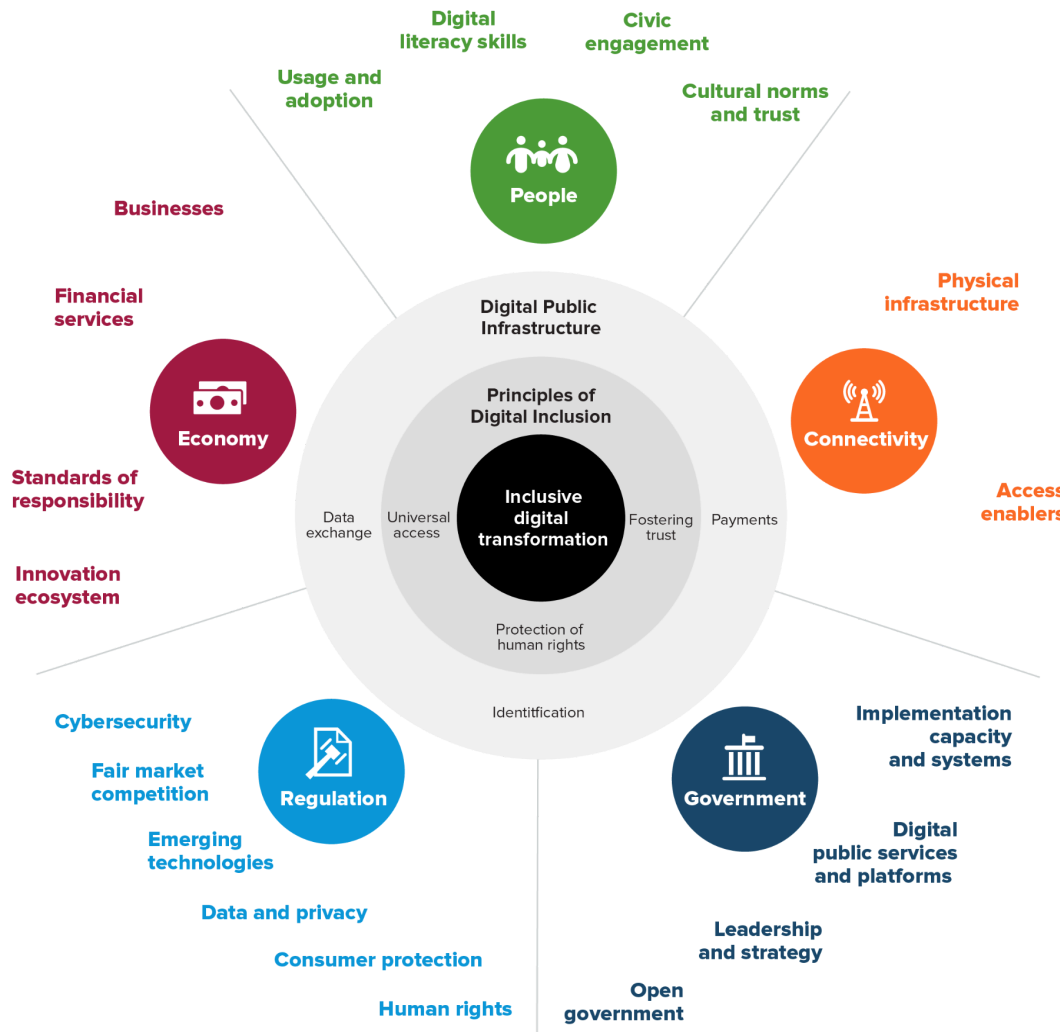 Digital
literacy skills
Civic
engagement
Usage and
adoption
Cultural norms
and trust
People
Businesses
Financial
services
Economy
Standards of
responsibility
Innovation
ecosystem
Physical
infrastructure
Connectivity
Access
enablers
Digital Public
Infrastructure
Principles of
Digital Inclusion
Inclusive
digital
transformation
Data
exchange
Universal
access
Fostering
trust
Payments
Protection of
human rights
Identitfication
Cybersecurity
Fair market
competition
Regulation
Emerging
technologies
Data and privacy
Consumer protection
Human rights
Government
Implementation
capacity
and systems
Digital
public services
and platforms
Leadership
and strategy
Open
government